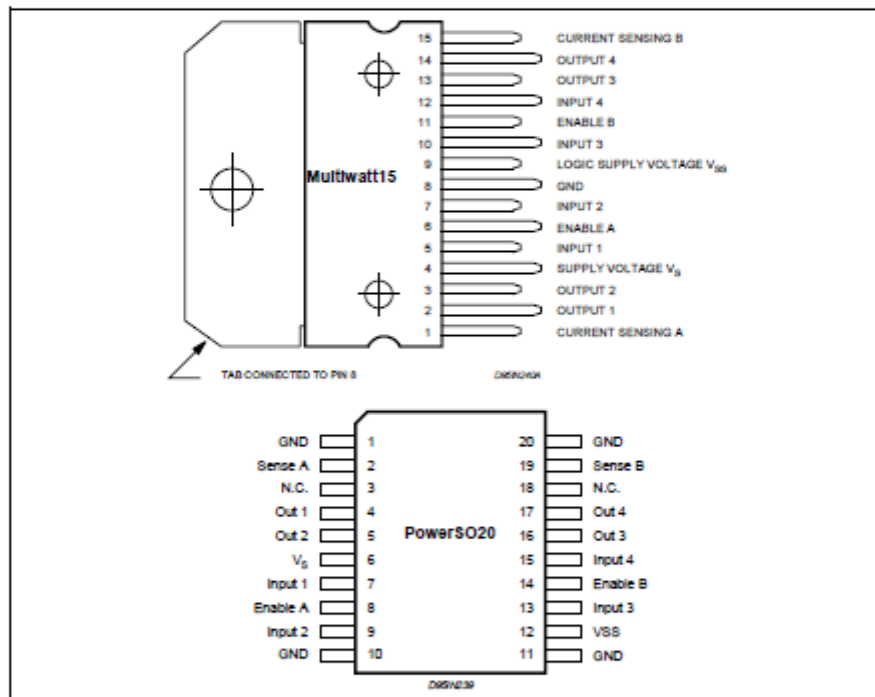 15 CURRENT SENSING B
14 OUTPUT 4
13 OUTPUT 3
12 INPUT 4
11 ENABLE B
10 INPUT 3
Multiwatt15
9 LOGIC SUPPLY VOLTAGE VSS
8 GND
7 INPUT 2
6 ENABLE A
5 INPUT 1
4 SUPPLY VOLTAGE VS
3 OUTPUT 2
2 OUTPUT 1
1 CURRENT SENSING A
TAB CONNECTED TO PIN 8
GND 1 20 GND
Sense A 2 19 Sense B
N.C. 3 18 N.C.
Out 1 4 17 Out 4
Out 2 5 16 Out 3
PowerSO20
VS 6 15 Input 4
Input 1 7 14 Enable B
Enable A 8 13 Input 3
Input 2 9 12 VSS
GND 10 11 GND
D95IN239